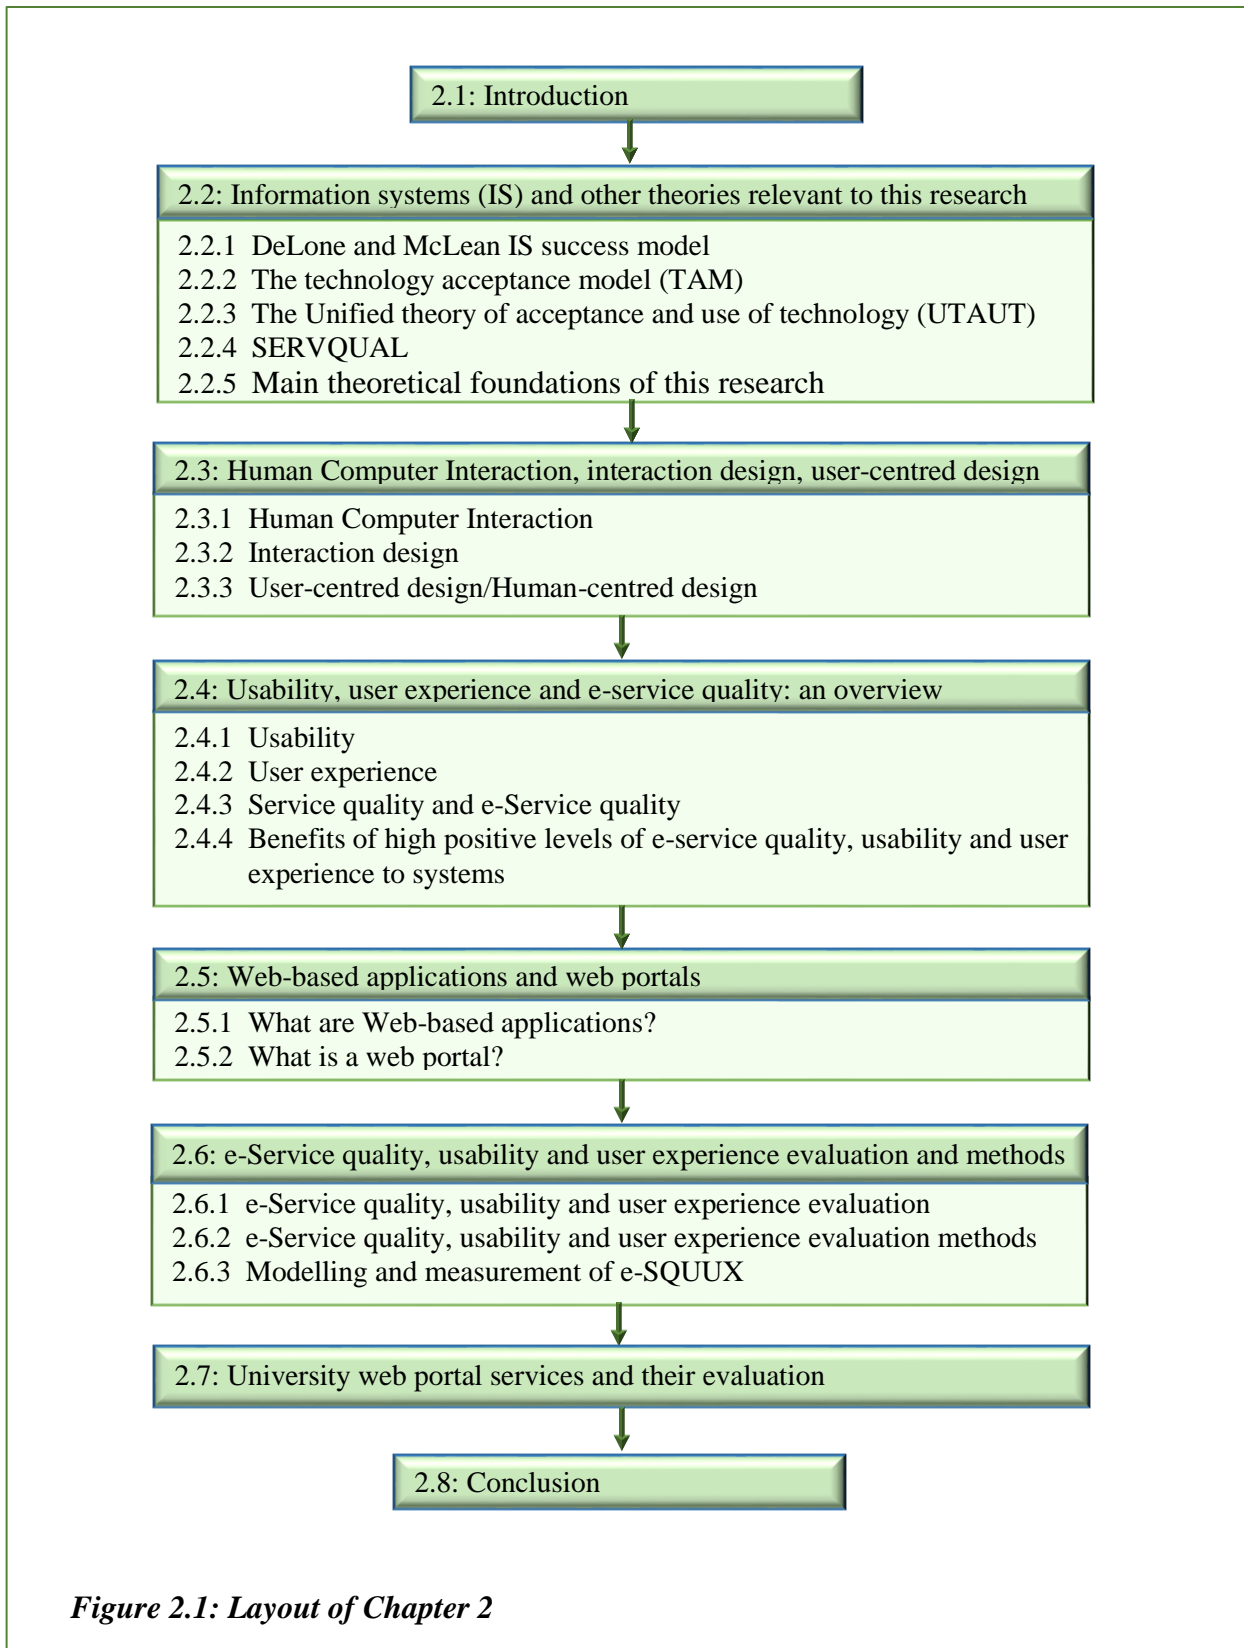 2.1: Introduction
2.2: Information systems (IS) and other theories relevant to this research
2.2.1 DeLone and McLean IS success model
2.2.2 The technology acceptance model (TAM)
2.2.3 The Unified theory of acceptance and use of technology (UTAUT)
2.2.4 SERVQUAL
2.2.5 Main theoretical foundations of this research
2.3: Human Computer Interaction, interaction design, user-centred design
2.3.1 Human Computer Interaction
2.3.2 Interaction design
2.3.3 User-centred design/Human-centred design
2.4: Usability, user experience and e-service quality: an overview
2.4.1 Usability
2.4.2 User experience
2.4.3 Service quality and e-Service quality
2.4.4 Benefits of high positive levels of e-service quality, usability and user
experience to systems
2.5: Web-based applications and web portals
2.5.1 What are Web-based applications?
2.5.2 What is a web portal?
2.6: e-Service quality, usability and user experience evaluation and methods
2.6.1 e-Service quality, usability and user experience evaluation
2.6.2 e-Service quality, usability and user experience evaluation methods
2.6.3 Modelling and measurement of e-SQUUX
2.7: University web portal services and their evaluation
2.8: Conclusion
Figure 2.1: Layout of Chapter 2